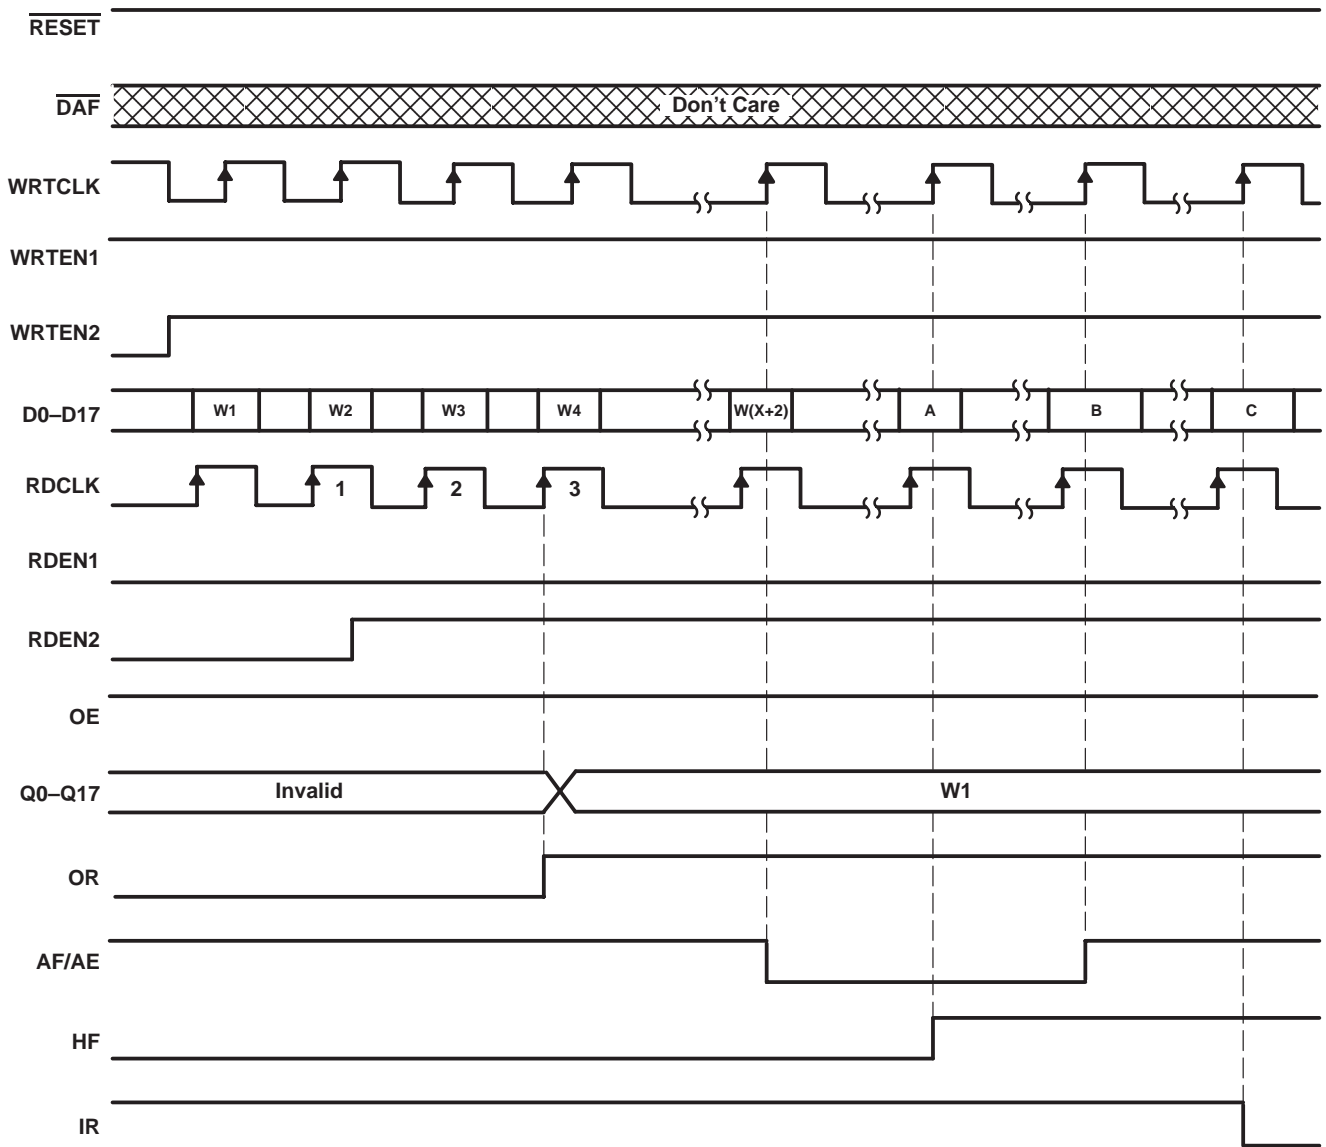 RESET
DAF
Don't Care
WRTCLK
WRTEN1
WRTEN2
D0–D17 W1 W2 W3 W4 W(X+2) A B C
RDCLK 1 2 3
RDEN1
RDEN2
OE
Q0–Q17 Invalid W1
OR
AF/AE
HF
IR